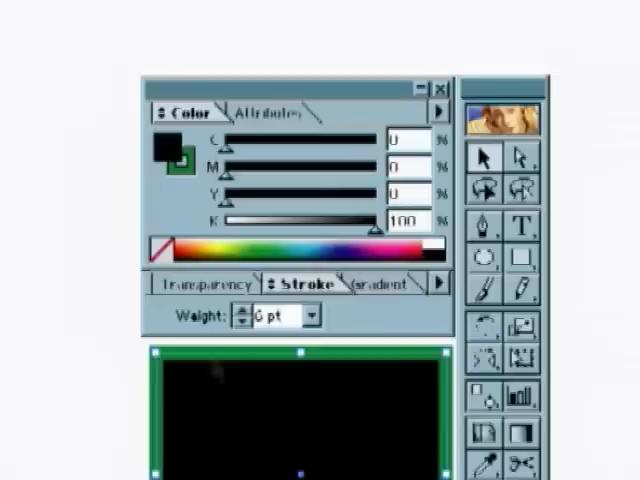 Color Attributes
C 0 %
M 0 %
Y 0 %
K 100 %
Transparency Stroke Gradient
Weight: 6 pt
T